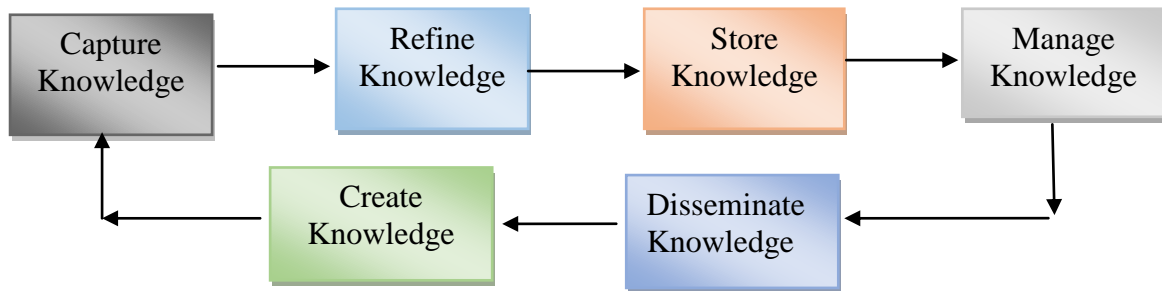 Capture
Knowledge
Refine
Knowledge
Store
Knowledge
Manage
Knowledge
Create
Knowledge
Disseminate
Knowledge